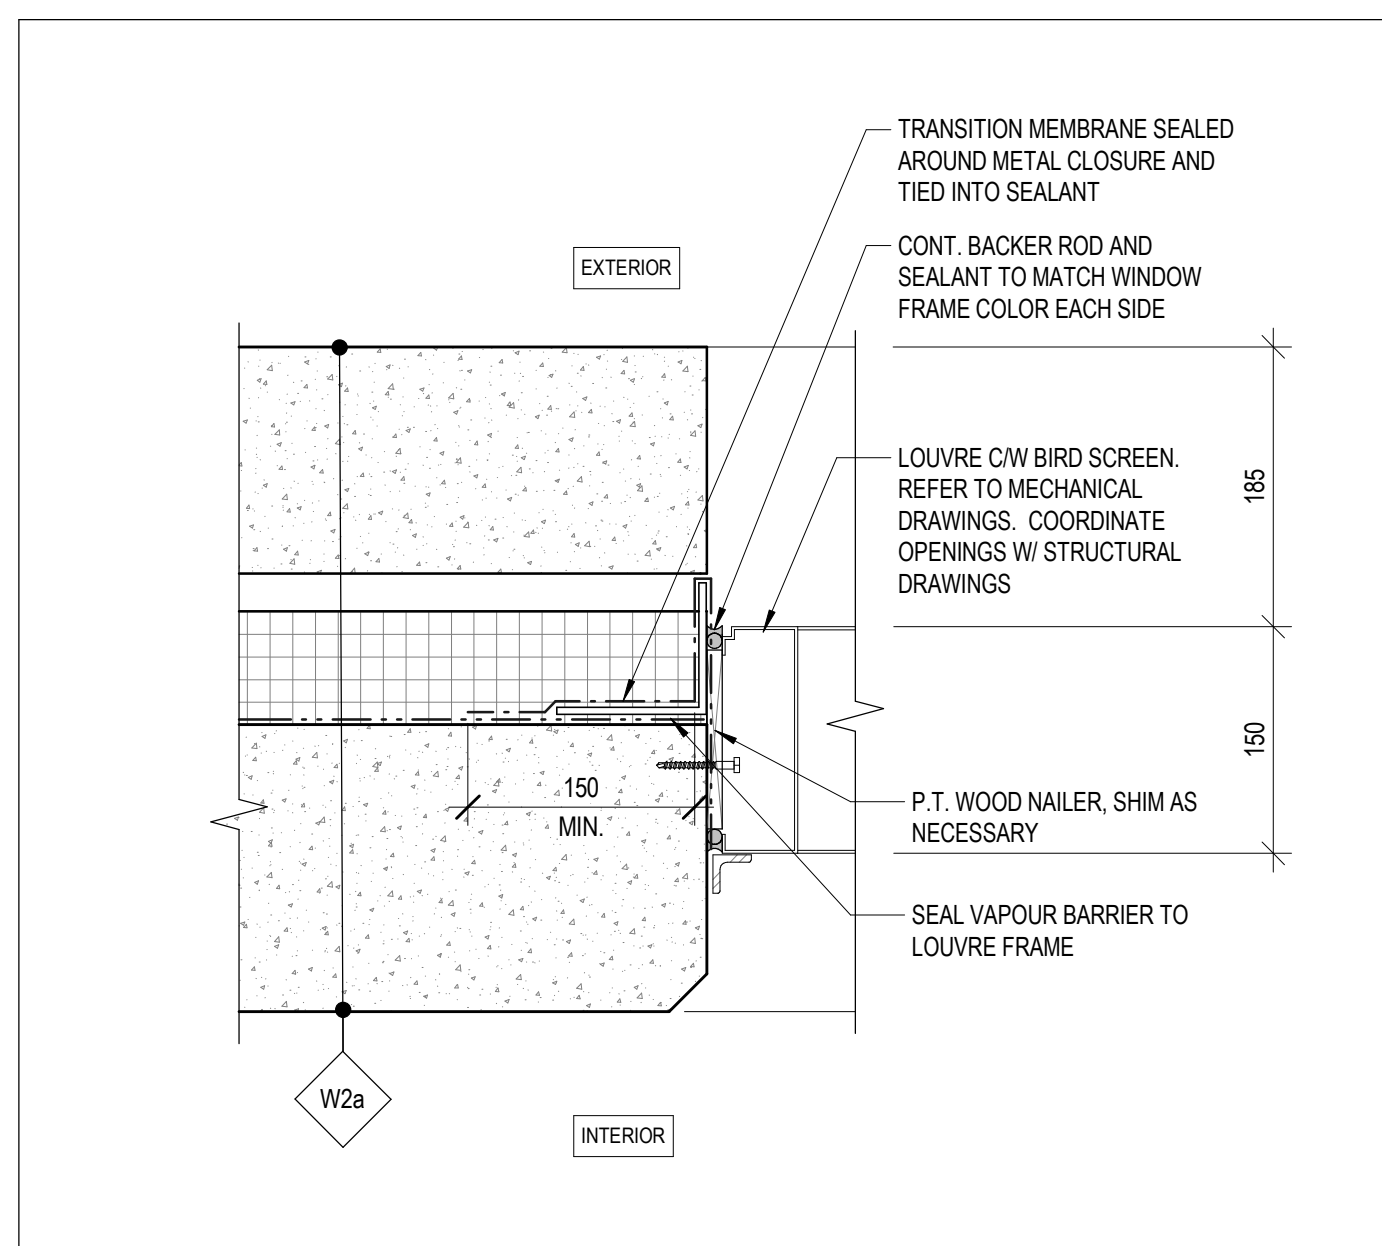 TRANSITION MEMBRANE SEALED
AROUND METAL CLOSURE AND
TIED INTO SEALANT
EXTERIOR
CONT. BACKER ROD AND
SEALANT TO MATCH WINDOW
FRAME COLOR EACH SIDE
LOUVRE C/W BIRD SCREEN.
REFER TO MECHANICAL
DRAWINGS. COORDINATE
OPENINGS W/ STRUCTURAL
DRAWINGS
185
150
150
MIN.
P.T. WOOD NAILER, SHIM AS
NECESSARY
SEAL VAPOUR BARRIER TO
LOUVRE FRAME
W2a
INTERIOR